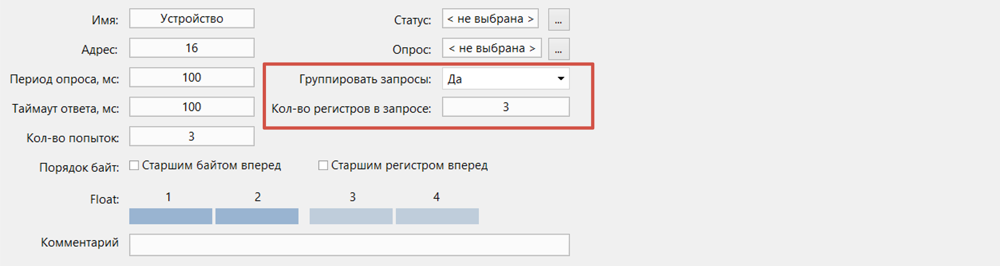 Имя: Устройство Статус: < не выбрана > ...
Адрес: 16 Опрос: < не выбрана > ...
Период опроса, мс: 100 Группировать запросы: Да
Таймаут ответа, мс: 100 Кол-во регистров в запросе: 3
Кол-во попыток: 3
Порядок байт: Старшим байтом вперед Старшим регистром вперед
Float: 1 2 3 4
Комментарий